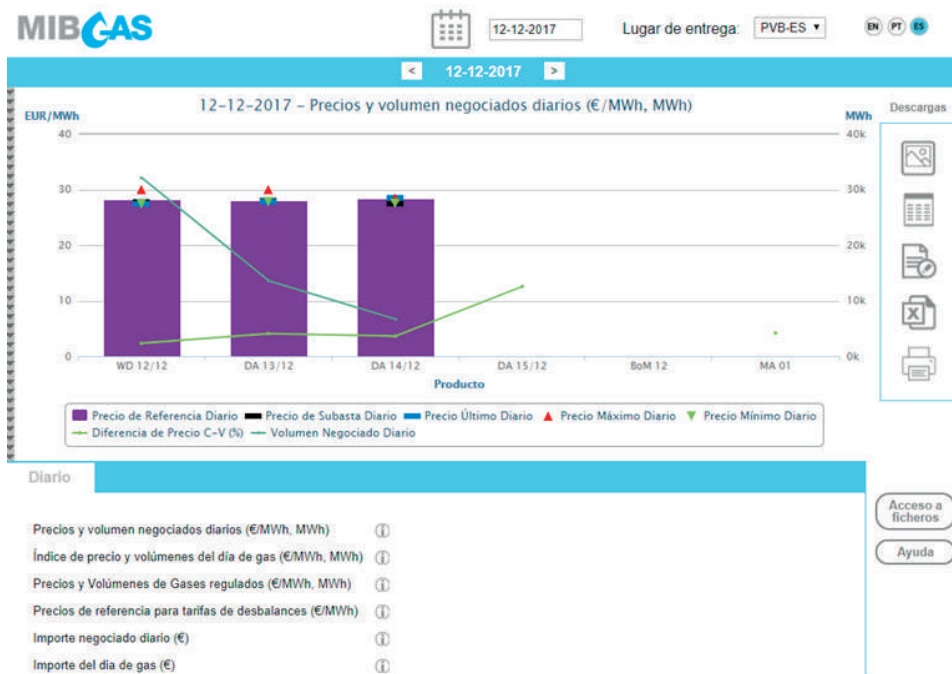 MIBGAS
12-12-2017
Lugar de entrega:
PVB-ES
EN PT ES
< 12-12-2017 >
12-12-2017 – Precios y volumen negociados diarios (€/MWh, MWh)
EUR/MWh
MWh
Descargas
40
40k
30
30k
20
20k
10
10k
0
0k
WD 12/12
DA 13/12
DA 14/12
DA 15/12
BoM 12
MA 01
Producto
Precio de Referencia Diario Precio de Subasta Diario Precio Último Diario Precio Máximo Diario Precio Mínimo Diario
Diferencia de Precio C-V (%) Volumen Negociado Diario
Diario
Precios y volumen negociados diarios (€/MWh, MWh)
Índice de precio y volúmenes del día de gas (€/MWh, MWh)
Precios y Volúmenes de Gases regulados (€/MWh, MWh)
Precios de referencia para tarifas de desbalances (€/MWh)
Importe negociado diario (€)
Importe del día de gas (€)
Acceso a
ficheros
Ayuda